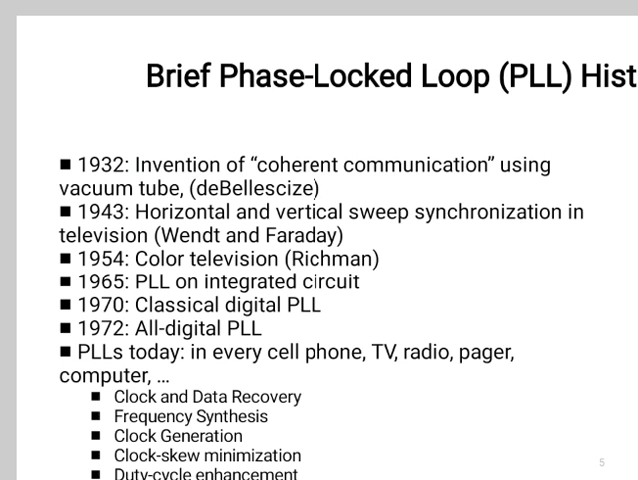 Brief Phase-Locked Loop (PLL) Hist
■ 1932: Invention of “coherent communication” using
vacuum tube, (deBellescize)
■ 1943: Horizontal and vertical sweep synchronization in
television (Wendt and Faraday)
■ 1954: Color television (Richman)
■ 1965: PLL on integrated circuit
■ 1970: Classical digital PLL
■ 1972: All-digital PLL
■ PLLs today: in every cell phone, TV, radio, pager,
computer, ...
■ Clock and Data Recovery
■ Frequency Synthesis
■ Clock Generation
■ Clock-skew minimization
■ Duty-cycle enhancement
5